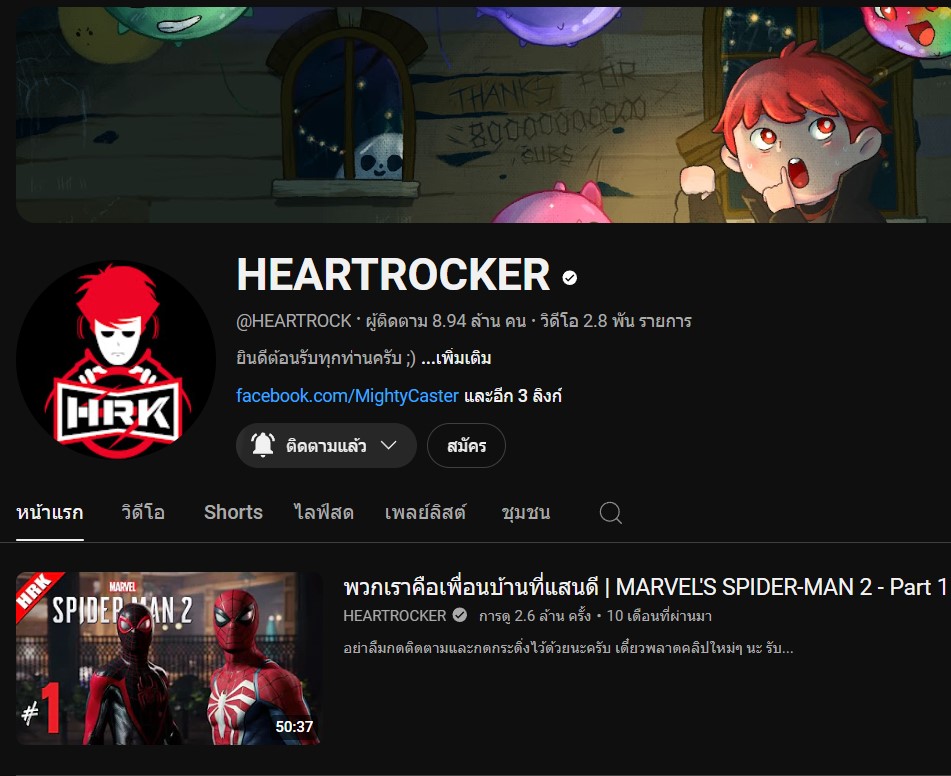 THANKS FOR
8000000000
SUBS
HEARTROCKER
@HEARTROCK · ผู้ติดตาม 8.94 ล้าน คน · วิดีโอ 2.8 พัน รายการ
ยินดีต้อนรับทุกท่านครับ ;) ...เพิ่มเติม
facebook.com/MightyCaster และอีก 3 ลิงก์
HRK
ติดตามแล้ว
สมัคร
หน้าแรก วิดีโอ Shorts ไลฟ์สด เพลย์ลิสต์ ชุมชน
HRK
MARVEL
SPIDER-MAN 2
#1
50:37
พวกเราคือเพื่อนบ้านที่แสนดี | MARVEL'S SPIDER-MAN 2 - Part 1
HEARTROCKER การดู 2.6 ล้าน ครั้ง • 10 เดือนที่ผ่านมา
อย่าลืมกดติดตามและกดกระดิ่งไว้ด้วยนะครับ เดี๋ยวพลาดคลิปใหม่ๆ นะ รับ...